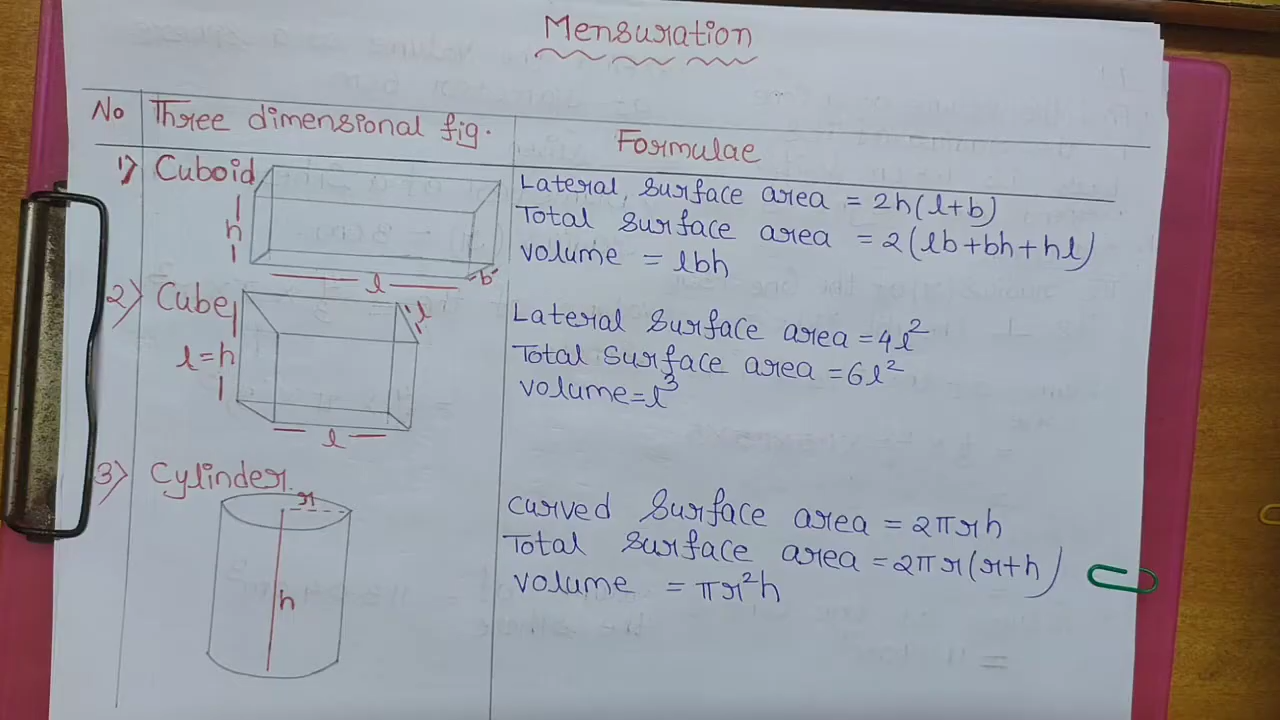 Mensuration
No Three dimensional fig. Formulae
1) Cuboid
h
l
b
Lateral surface area = 2h(l+b)
Total surface area = 2(lb+bh+hl)
volume = lbh
2) Cube
l
l=h
l
Lateral surface area = 4l²
Total surface area = 6l²
volume = l³
3) Cylinder.
r
h
curved surface area = 2πrh
Total surface area = 2πr(r+h)
volume = πr²h